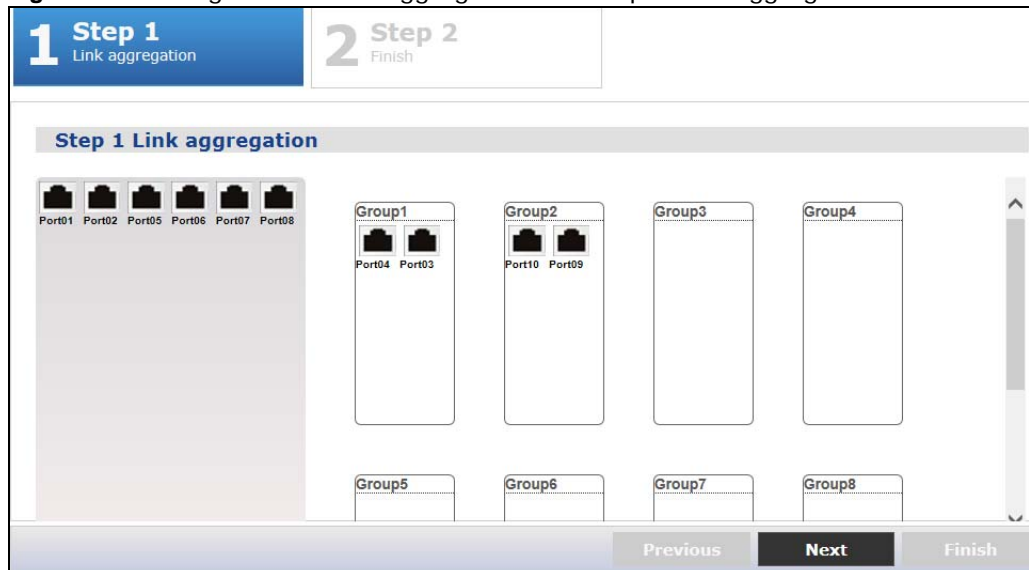 1 Step 1
Link aggregation
2 Step 2
Finish
Step 1 Link aggregation
Port01 Port02 Port05 Port06 Port07 Port08
Group1 Group2 Group3 Group4
Port04 Port03 Port10 Port09
Group5 Group6 Group7 Group8
Previous Next Finish